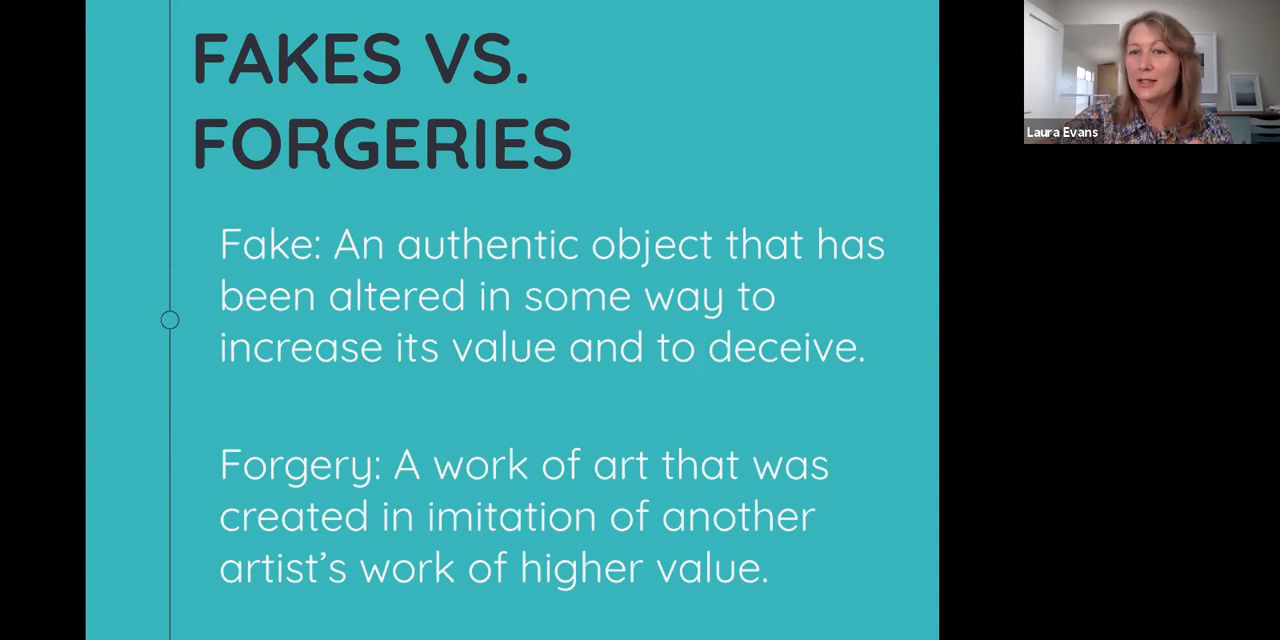 FAKES VS.
FORGERIES
Fake: An authentic object that has
been altered in some way to
increase its value and to deceive.
Forgery: A work of art that was
created in imitation of another
artist’s work of higher value.
Laura Evans